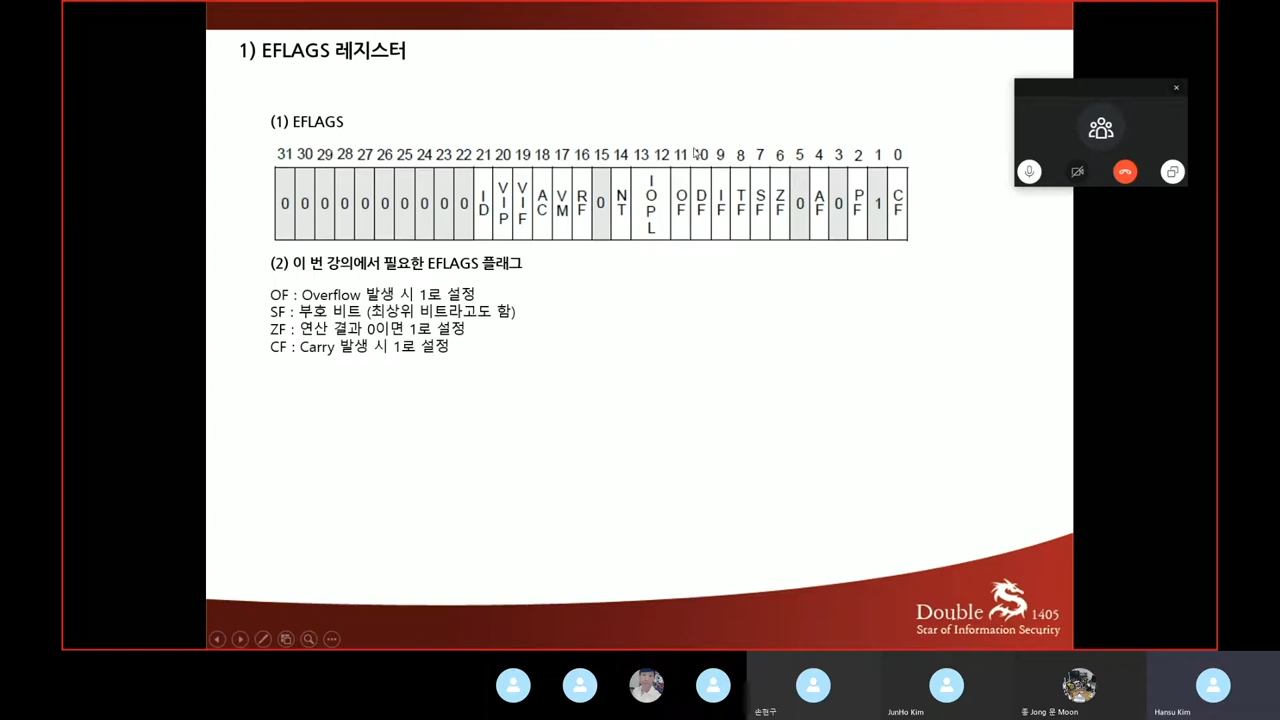 1) EFLAGS 레지스터
(1) EFLAGS
31 30 29 28 27 26 25 24 23 22 21 20 19 18 17 16 15 14 13 12 11 10 9 8 7 6 5 4 3 2 1 0
0 0 0 0 0 0 0 0 0 0 ID VIP VIF AC VM RF 0 NT IOPL OF DF IF TF SF ZF 0 AF 0 PF 1 CF
(2) 이 번 강의에서 필요한 EFLAGS 플래그
OF : Overflow 발생 시 1로 설정
SF : 부호 비트 (최상위 비트라고도 함)
ZF : 연산 결과 0이면 1로 설정
CF : Carry 발생 시 1로 설정
Double S 1405
Star of Information Security
손현구
JunHo Kim
종 Jong 문 Moon
Hansu Kim